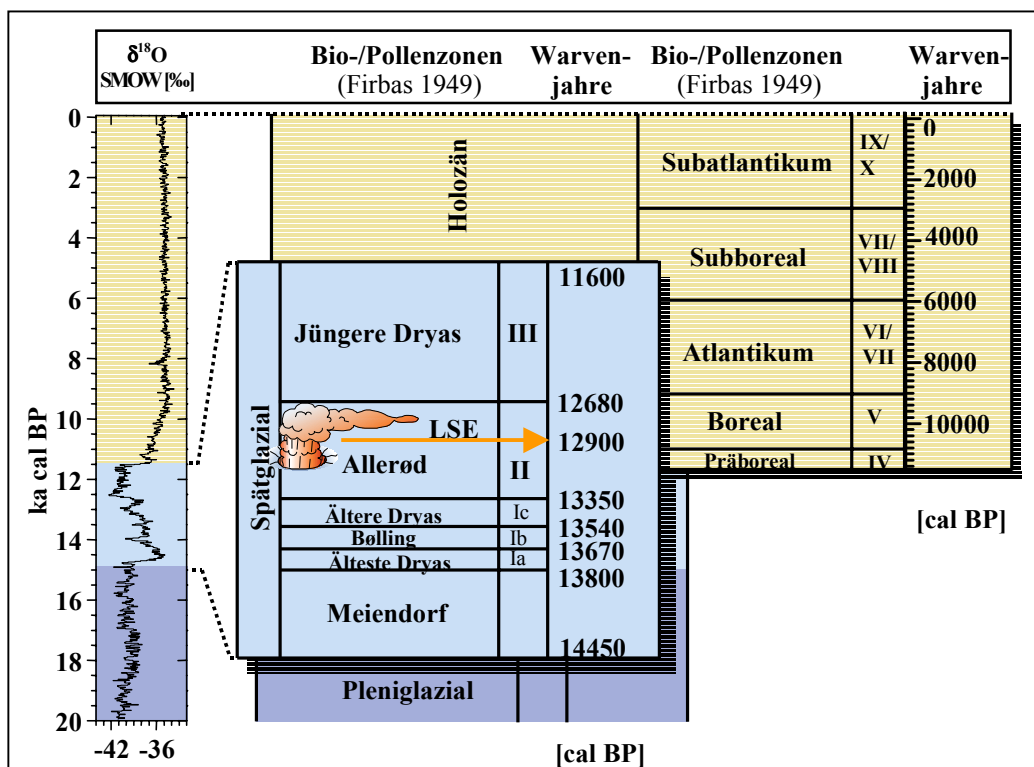 δ¹⁸O
SMOW [‰]
Bio-/Pollenzonen
(Firbas 1949)
Warven-
jahre
Bio-/Pollenzonen
(Firbas 1949)
Warven-
jahre
ka cal BP
0
2
4
6
8
10
12
14
16
18
20
-42 -36
Holozän
Spätglazial
11600
Jüngere Dryas III
12680
LSE
12900
Allerød II
13350
Ältere Dryas Ic
13540
Bølling Ib
13670
Älteste Dryas Ia
13800
Meiendorf
14450
Pleniglazial
[cal BP]
Subatlantikum IX/
X
Subboreal VII/
VIII
Atlantikum VI/
VII
Boreal V
Präboreal IV
0
2000
4000
6000
8000
10000
[cal BP]